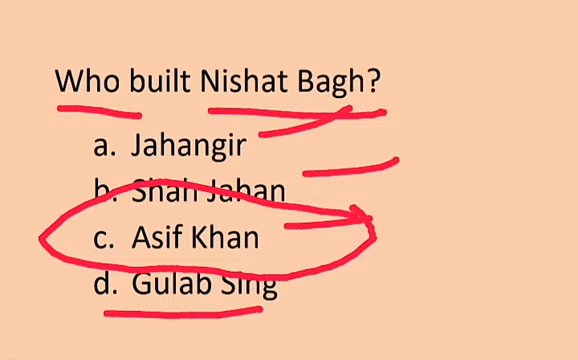 Who built Nishat Bagh?
a. Jahangir
b. Shah Jahan
c. Asif Khan
d. Gulab Sing